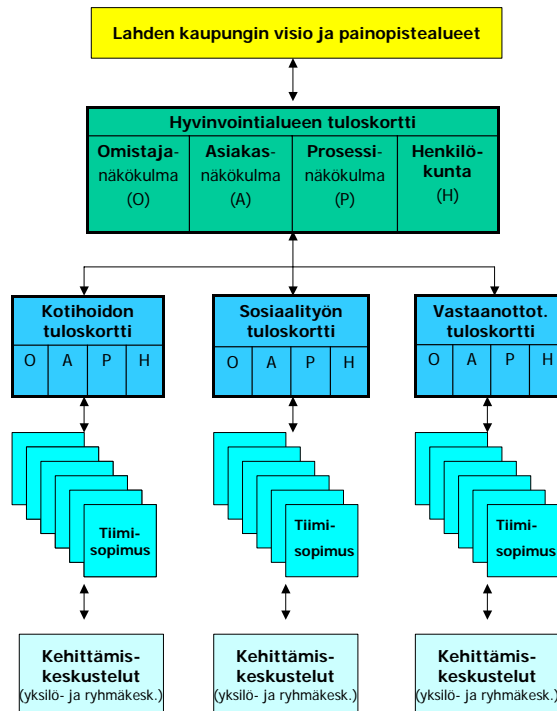 Lahden kaupungin visio ja painopistealueet
Hyvinvointialueen tuloskortti
Omistaja-
näkökulma
(O)
Asiakas-
näkökulma
(A)
Prosessi-
näkökulma
(P)
Henkilö-
kunta
(H)
Kotihoidon
tuloskortti
O A P H
Sosiaalityön
tuloskortti
O A P H
Vastaanottot.
tuloskortti
O A P H
Tiimi-
sopimus
Tiimi-
sopimus
Tiimi-
sopimus
Kehittämis-
keskustelut
(yksilö- ja ryhmäkesk.)
Kehittämis-
keskustelut
(yksilö- ja ryhmäkesk.)
Kehittämis-
keskustelut
(yksilö- ja ryhmäkesk.)